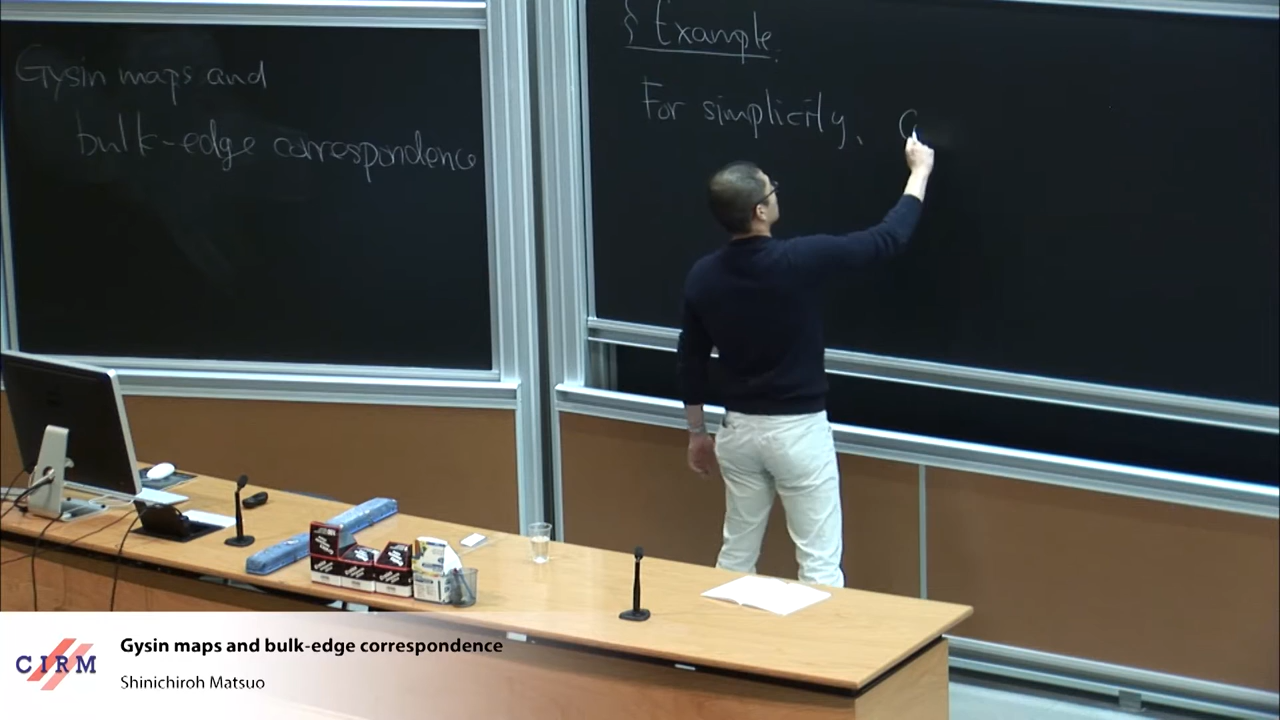 Gysin maps and
bulk-edge correspondence
§ Example.
For simplicity,
CIRM
Gysin maps and bulk-edge correspondence
Shinichiroh Matsuo